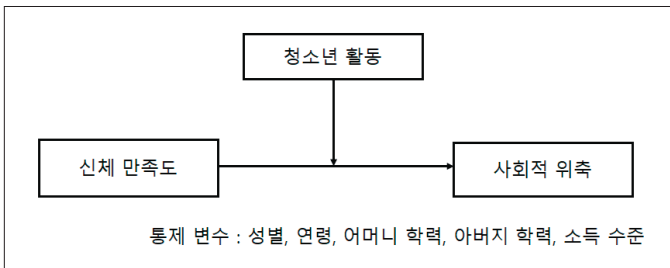 청소년 활동
신체 만족도
사회적 위축
통제 변수 : 성별, 연령, 어머니 학력, 아버지 학력, 소득 수준